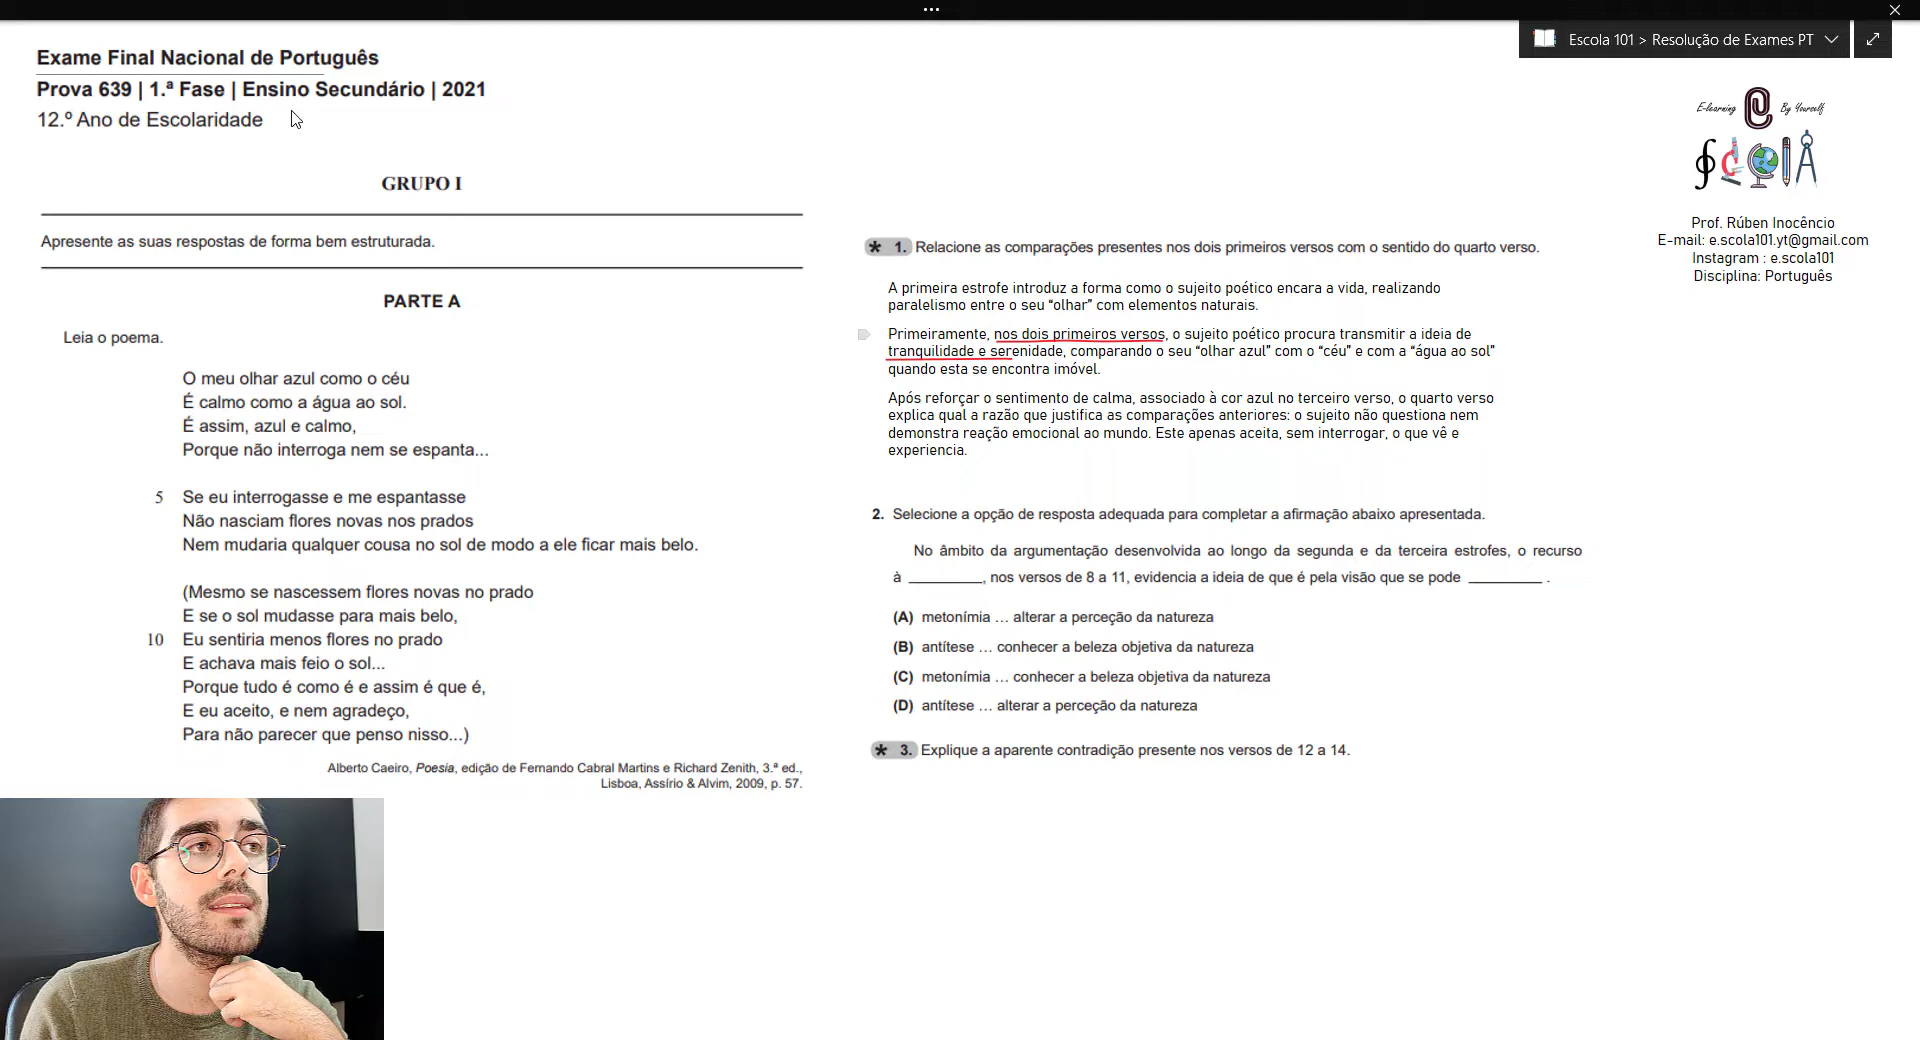 Escola 101 > Resolução de Exames PT
Exame Final Nacional de Português
Prova 639 | 1.ª Fase | Ensino Secundário | 2021
12.º Ano de Escolaridade
GRUPO I
Apresente as suas respostas de forma bem estruturada.
PARTE A
Leia o poema.
O meu olhar azul como o céu
É calmo como a água ao sol.
É assim, azul e calmo,
Porque não interroga nem se espanta...
5 Se eu interrogasse e me espantasse
Não nasciam flores novas nos prados
Nem mudaria qualquer cousa no sol de modo a ele ficar mais belo.
(Mesmo se nascessem flores novas no prado
E se o sol mudasse para mais belo,
10 Eu sentiria menos flores no prado
E achava mais feio o sol...
Porque tudo é como é e assim é que é,
E eu aceito, e nem agradeço,
Para não parecer que penso nisso...)
Alberto Caeiro, Poesia, edição de Fernando Cabral Martins e Richard Zenith, 3.ª ed.,
Lisboa, Assírio & Alvim, 2009, p. 57.
* 1. Relacione as comparações presentes nos dois primeiros versos com o sentido do quarto verso.
A primeira estrofe introduz a forma como o sujeito poético encara a vida, realizando
paralelismo entre o seu “olhar” com elementos naturais.
Primeiramente, nos dois primeiros versos, o sujeito poético procura transmitir a ideia de
tranquilidade e serenidade, comparando o seu “olhar azul” com o “céu” e com a “água ao sol”
quando esta se encontra imóvel.
Após reforçar o sentimento de calma, associado à cor azul no terceiro verso, o quarto verso
explica qual a razão que justifica as comparações anteriores: o sujeito não questiona nem
demonstra reação emocional ao mundo. Este apenas aceita, sem interrogar, o que vê e
experiencia.
2. Selecione a opção de resposta adequada para completar a afirmação abaixo apresentada.
No âmbito da argumentação desenvolvida ao longo da segunda e da terceira estrofes, o recurso
à __________, nos versos de 8 a 11, evidencia a ideia de que é pela visão que se pode __________ .
(A) metonímia … alterar a perceção da natureza
(B) antítese … conhecer a beleza objetiva da natureza
(C) metonímia … conhecer a beleza objetiva da natureza
(D) antítese … alterar a perceção da natureza
* 3. Explique a aparente contradição presente nos versos de 12 a 14.
E-learning By Yourself
Prof. Rúben Inocêncio
E-mail: e.scola101.yt@gmail.com
Instagram : e.scola101
Disciplina: Português